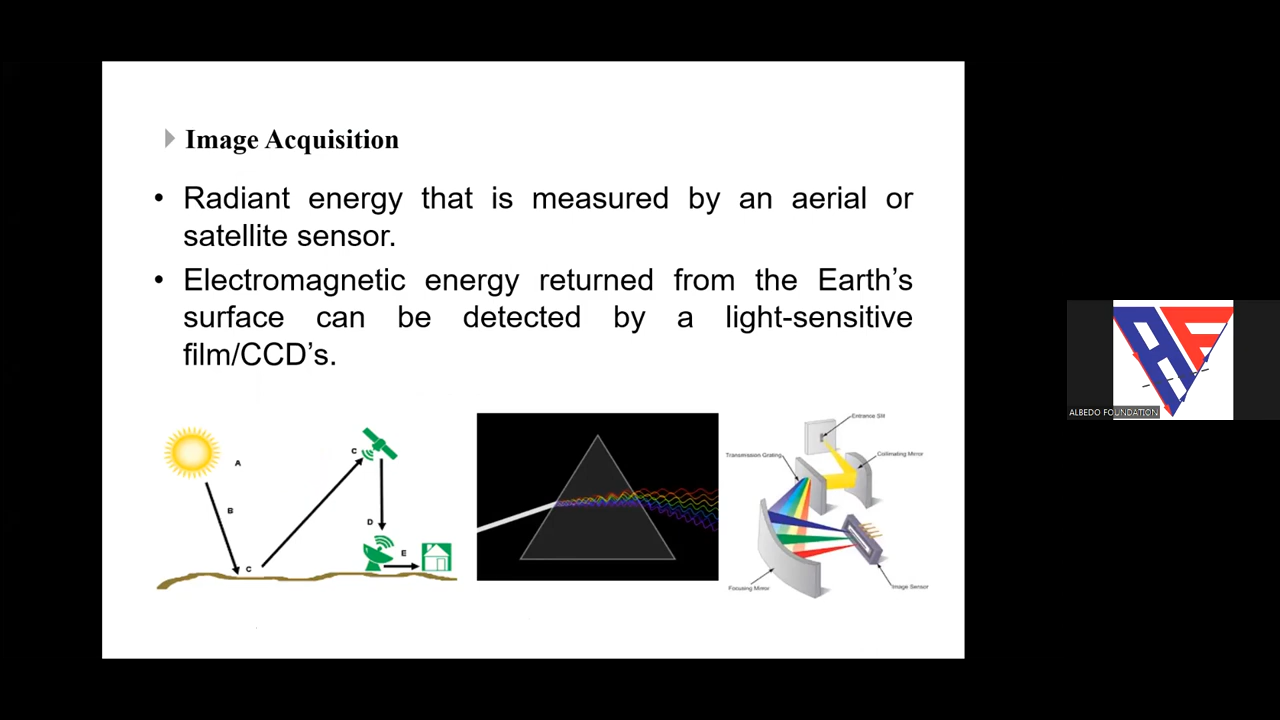 Image Acquisition
• Radiant energy that is measured by an aerial or
satellite sensor.
• Electromagnetic energy returned from the Earth’s
surface can be detected by a light-sensitive
film/CCD’s.
A
B
C
C
D
E
Entrance Slit
Transmission Grating
Collimating Mirror
Focusing Mirror
Image Sensor
AF
ALBEDO FOUNDATION